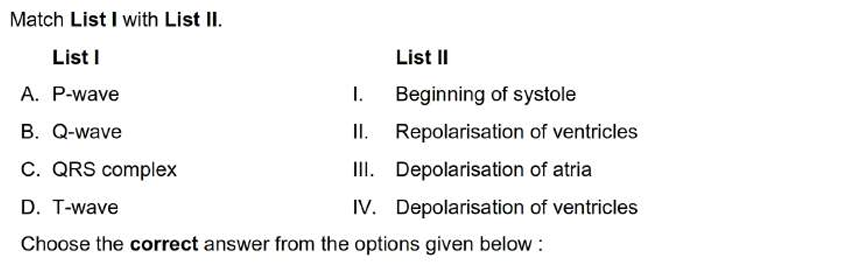 Match List I with List II.
List I List II
A. P-wave I. Beginning of systole
B. Q-wave II. Repolarisation of ventricles
C. QRS complex III. Depolarisation of atria
D. T-wave IV. Depolarisation of ventricles
Choose the correct answer from the options given below :